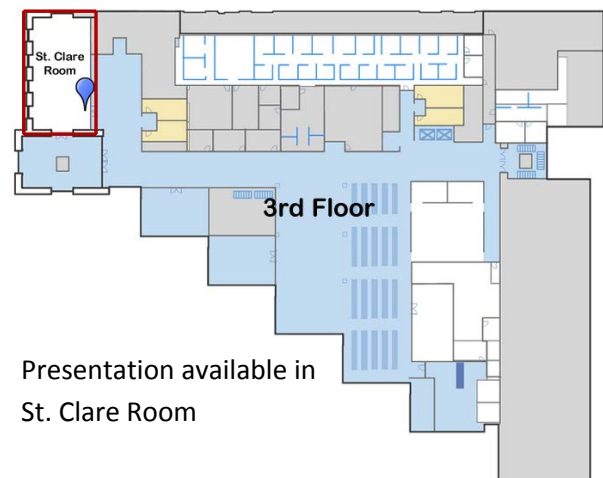 St. Clare
Room
3rd Floor
Presentation available in
St. Clare Room